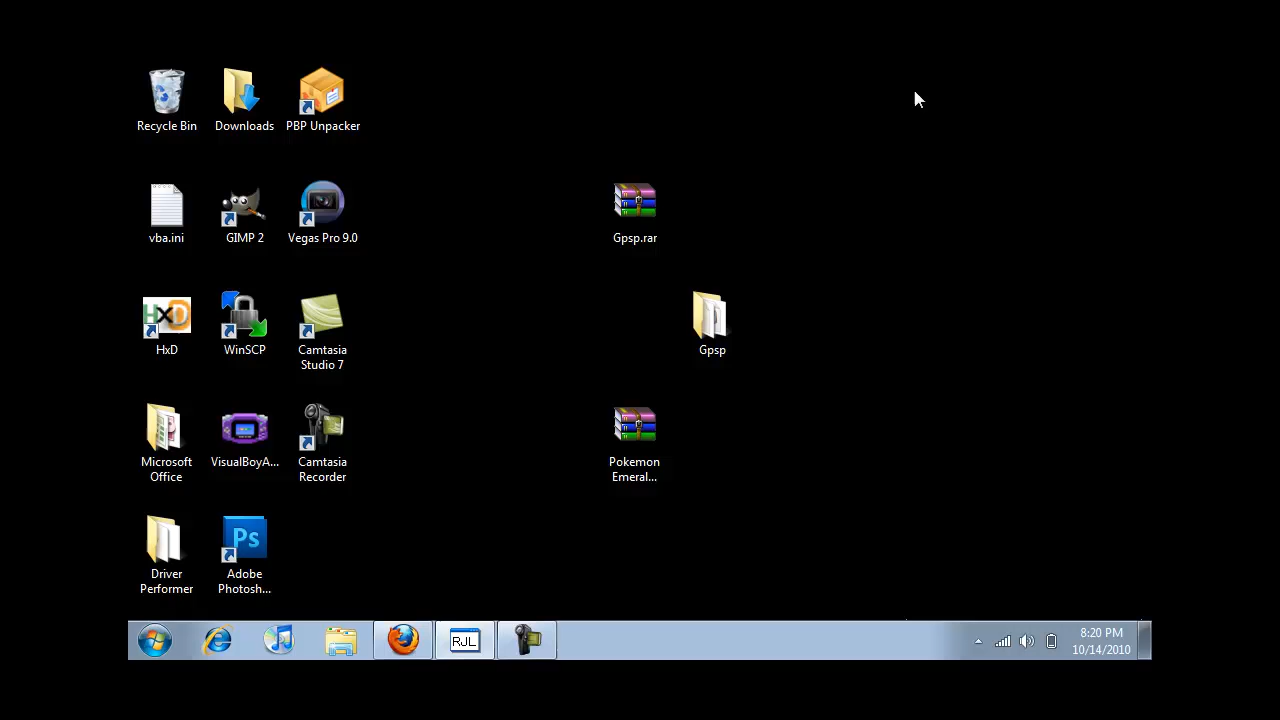 Recycle Bin
Downloads
PBP Unpacker
vba.ini
GIMP 2
Vegas Pro 9.0
Gpsp.rar
HxD
HxD
WinSCP
Camtasia
Studio 7
Gpsp
Microsoft
Office
VisualBoyA...
Camtasia
Recorder
Pokemon
Emeral...
Ps
Driver
Performer
Adobe
Photosh...
RJL
8:20 PM
10/14/2010